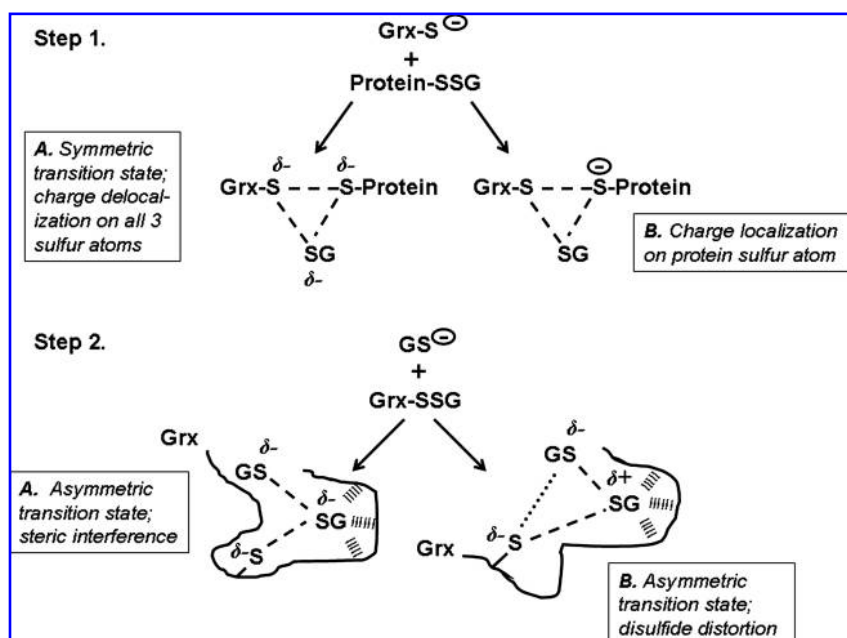 Step 1.
Grx-S⊖
+
Protein-SSG
A. Symmetric
transition state;
charge delocal-
ization on all 3
sulfur atoms
δ- δ-
Grx-S S-Protein
SG
δ-
⊖
Grx-S S-Protein
SG
B. Charge localization
on protein sulfur atom
Step 2.
GS⊖
+
Grx-SSG
A. Asymmetric
transition state;
steric interference
Grx
δ-
GS
δ-
SG
δ-S
δ-
GS
δ+
SG
δ-S
Grx
B. Asymmetric
transition state;
disulfide distortion